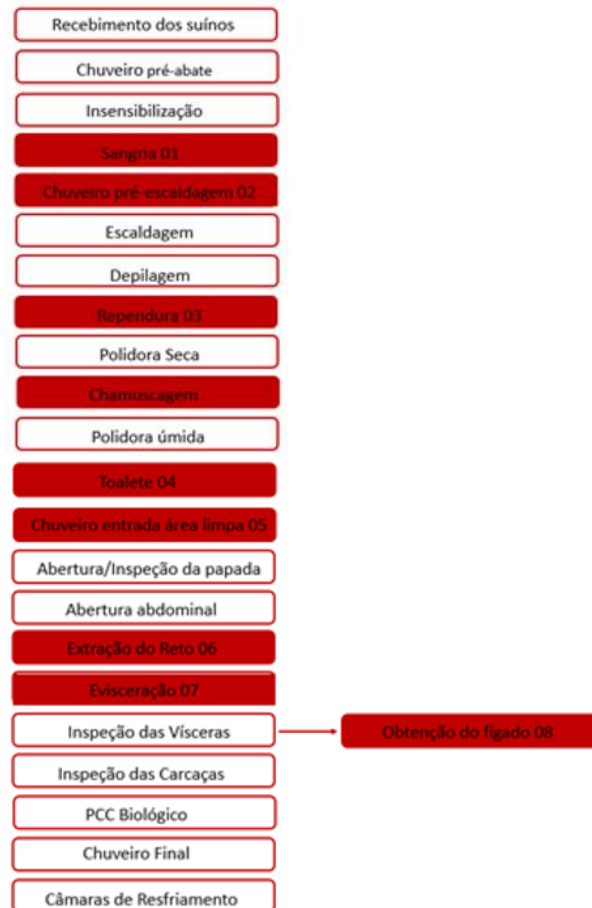 Recebimento dos suínos
Chuveiro pré-abate
Insensibilização
Sangria 01
Chuveiro pré-escaldagem 02
Escaldagem
Depilagem
Rependura 03
Polidora Seca
Chamuscagem
Polidora úmida
Toalete 04
Chuveiro entrada área limpa 05
Abertura/Inspeção da papada
Abertura abdominal
Extração do Reto 06
Evisceração 07
Inspeção das Vísceras
Obtenção do fígado 08
Inspeção das Carcaças
PCC Biológico
Chuveiro Final
Câmaras de Resfriamento